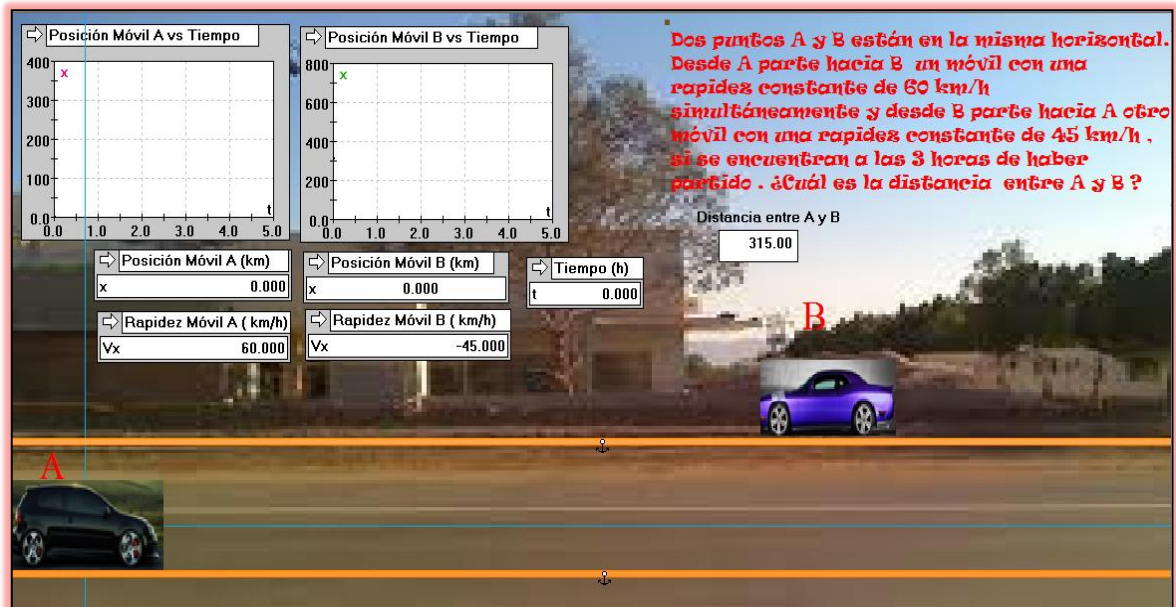 Posición Móvil A vs Tiempo
400
x
300
200
100
0.0
t
0.0 1.0 2.0 3.0 4.0 5.0
Posición Móvil B vs Tiempo
800
x
600
400
200
0.0
t
0.0 1.0 2.0 3.0 4.0 5.0
Dos puntos A y B están en la misma horizontal.
Desde A parte hacia B un móvil con una
rapidez constante de 60 km/h
simultáneamente y desde B parte hacia A otro
móvil con una rapidez constante de 45 km/h ,
si se encuentran a las 3 horas de haber
partido . ¿Cuál es la distancia entre A y B ?
Distancia entre A y B
315.00
Posición Móvil A (km)
x 0.000
Posición Móvil B (km)
x 0.000
Tiempo (h)
t 0.000
Rapidez Móvil A ( km/h)
Vx 60.000
Rapidez Móvil B ( km/h)
Vx -45.000
B
A